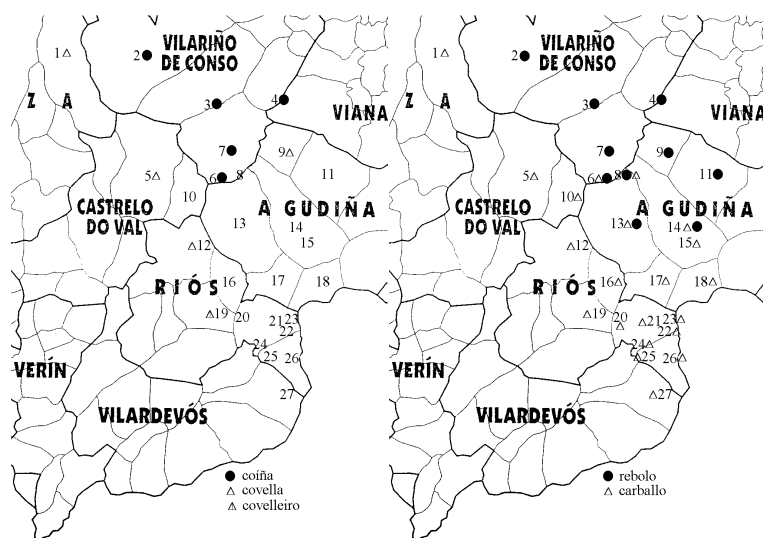 VILARIÑO
DE CONSO
1
2
3
4
Z A
VIANA
7
9
5
6
8
11
10
CASTRELO
DO VAL
A GUDIÑA
13
14
12
15
RIÓS
16
17
18
19
20
21
23
22
24
25
26
VERÍN
27
VILARDEVÓS
coíña
covella
covelleiro
VILARIÑO
DE CONSO
1
2
3
4
Z A
VIANA
7
9
5
6
8
11
10
CASTRELO
DO VAL
A GUDIÑA
13
14
12
15
RIÓS
16
17
18
19
20
21
23
22
24
25
26
VERÍN
27
VILARDEVÓS
rebolo
carballo